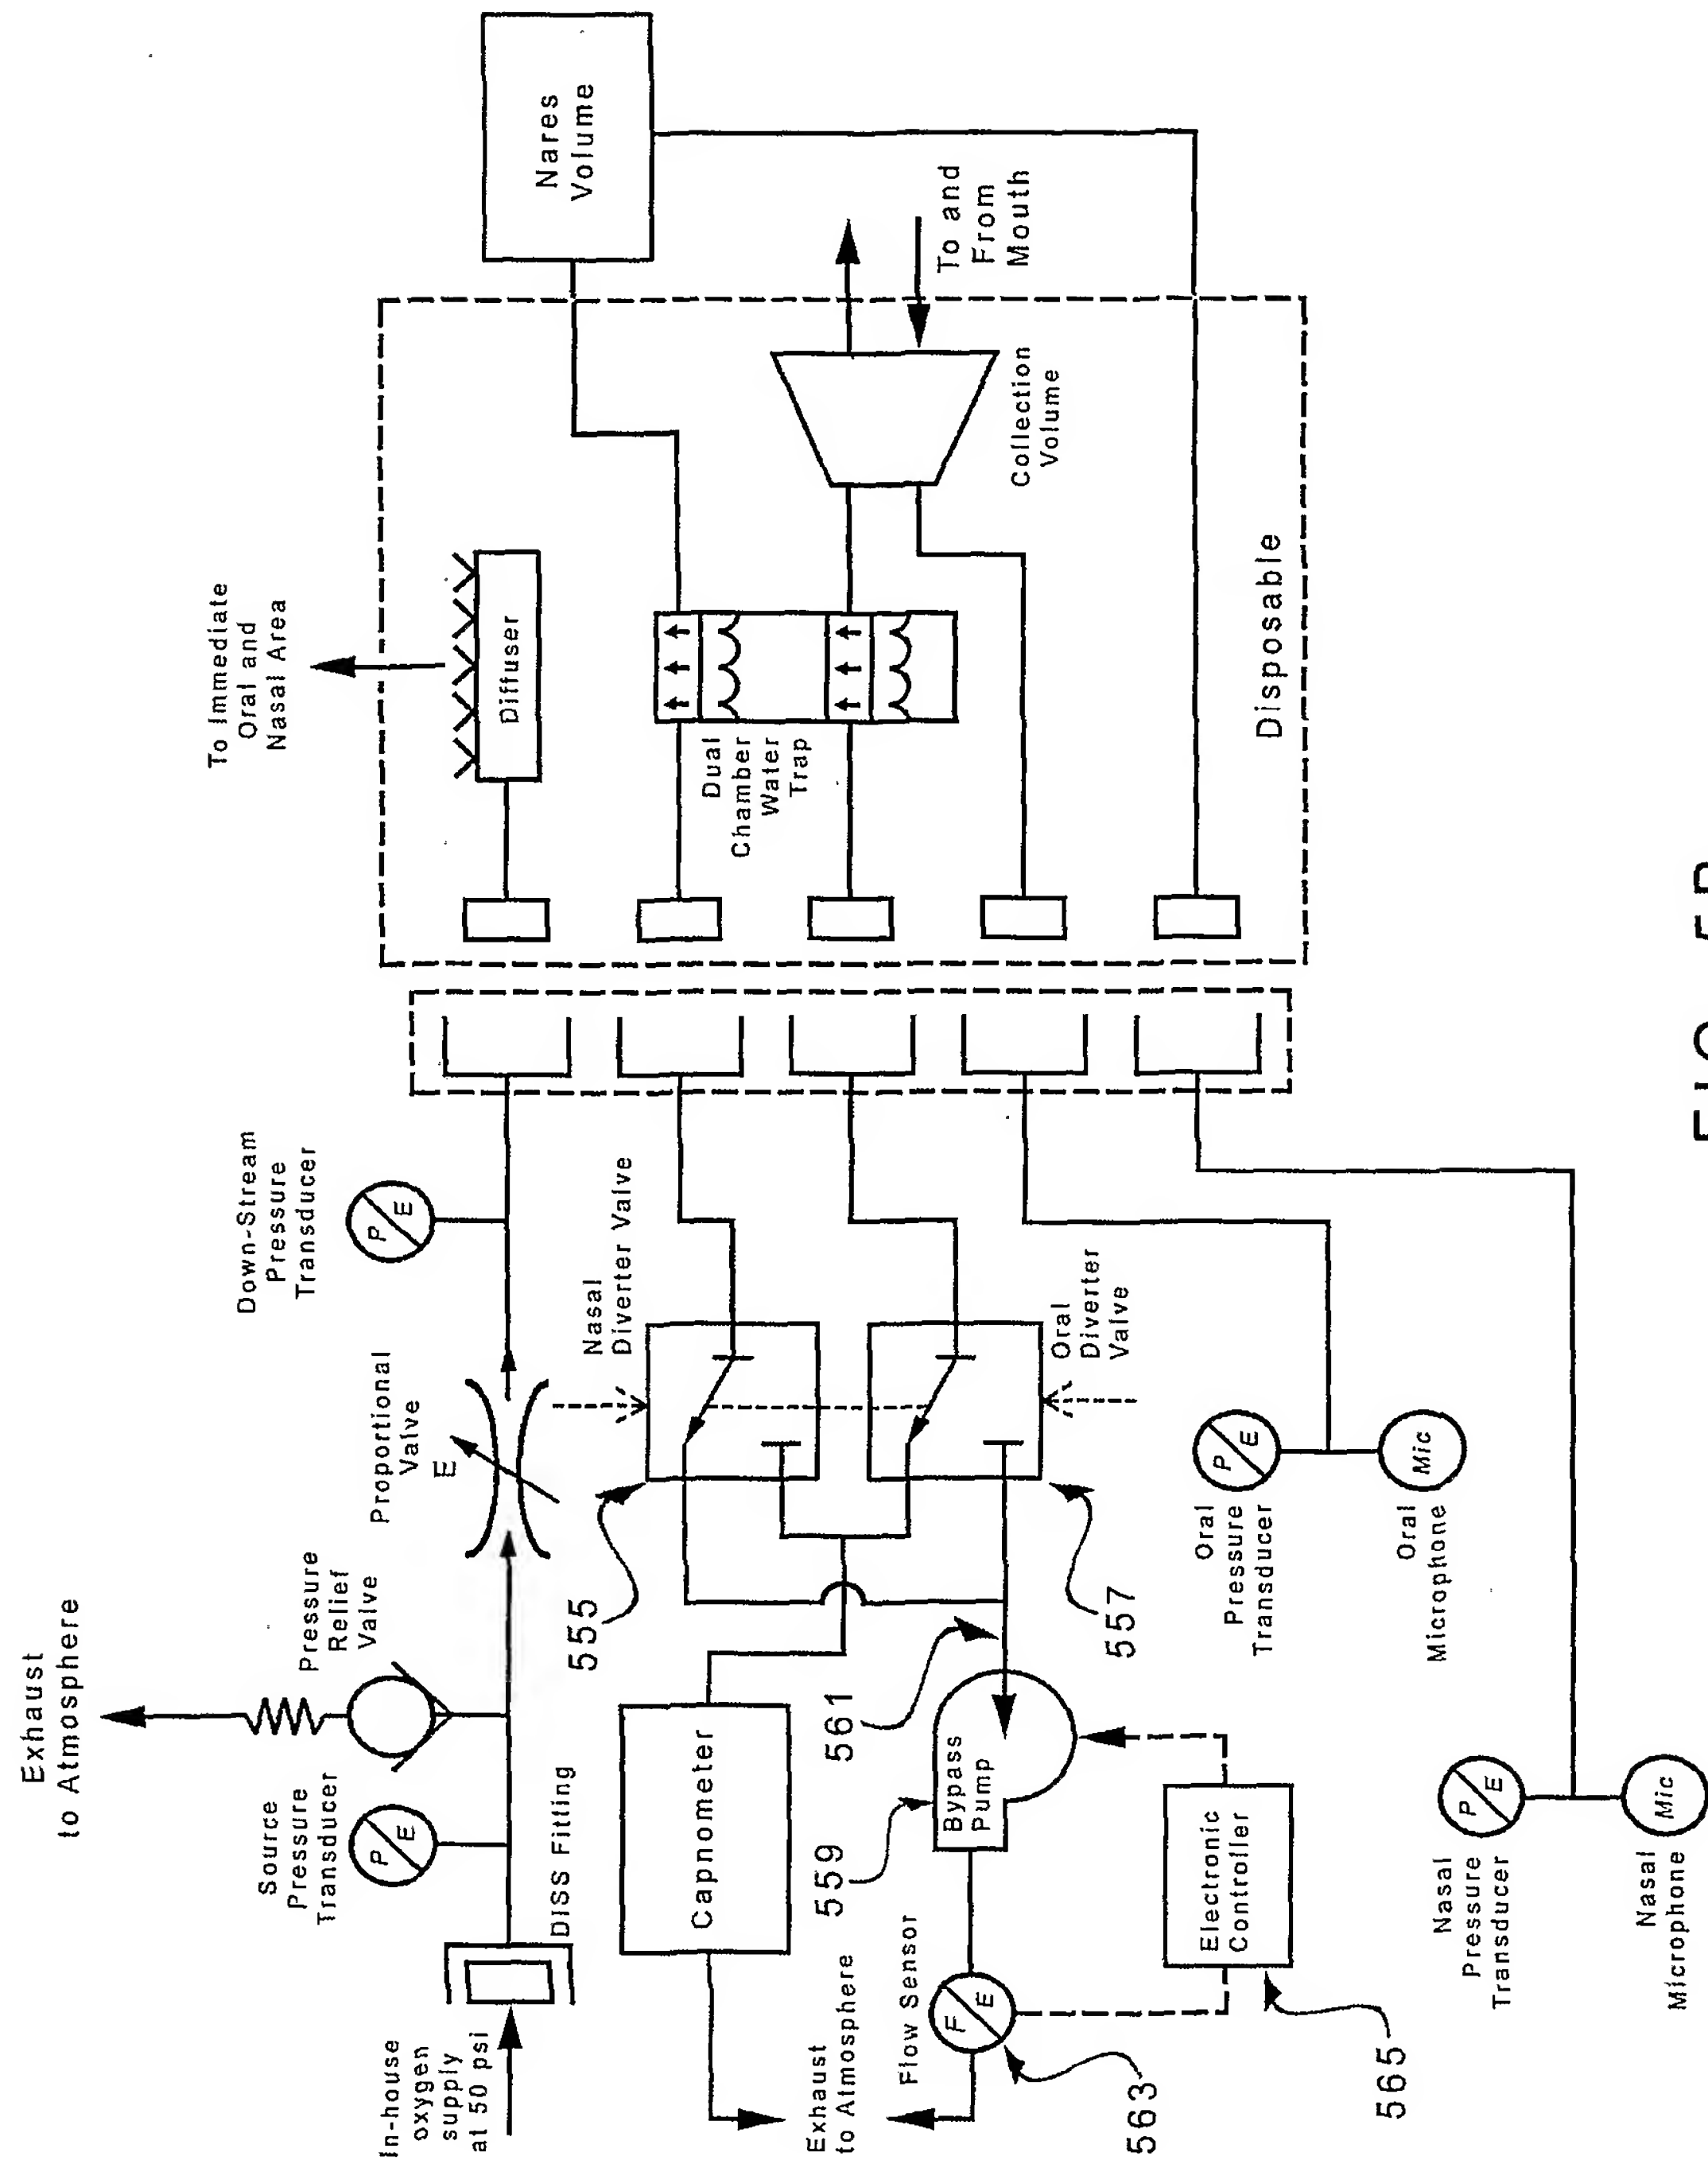 Exhaust
to Atmosphere
Source
Pressure
Transducer
P
E
Pressure
Relief
Valve
Proportional
Valve
E
Down-Stream
Pressure
Transducer
P
E
To Immediate
Oral and
Nasal Area
In-house
oxygen
supply
at 50 psi
DISS Fitting
Diffuser
Nares
Volume
555
Nasal
Diverter Valve
Dual
Chamber
Water
Trap
Capnometer
561
557
Oral
Diverter
Valve
Collection
Volume
To and
From
Mouth
Exhaust
to Atmosphere
559
Bypass
Pump
Flow Sensor
F
E
563
Electronic
Controller
565
Oral
Pressure
Transducer
P
E
Oral
Microphone
Mic
Disposable
Nasal
Pressure
Transducer
P
E
Nasal
Microphone
Mic